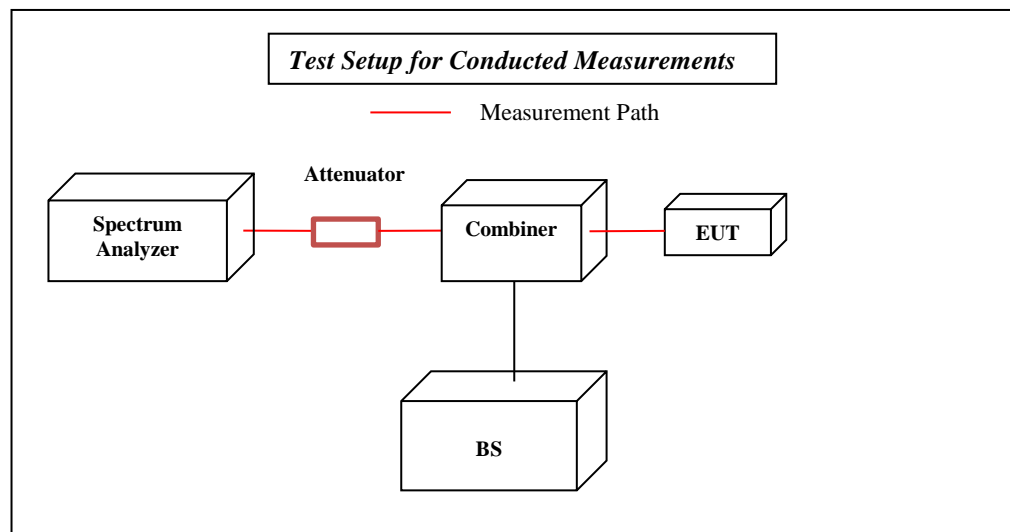 Test Setup for Conducted Measurements
Measurement Path
Attenuator
Spectrum
Analyzer
Combiner
EUT
BS